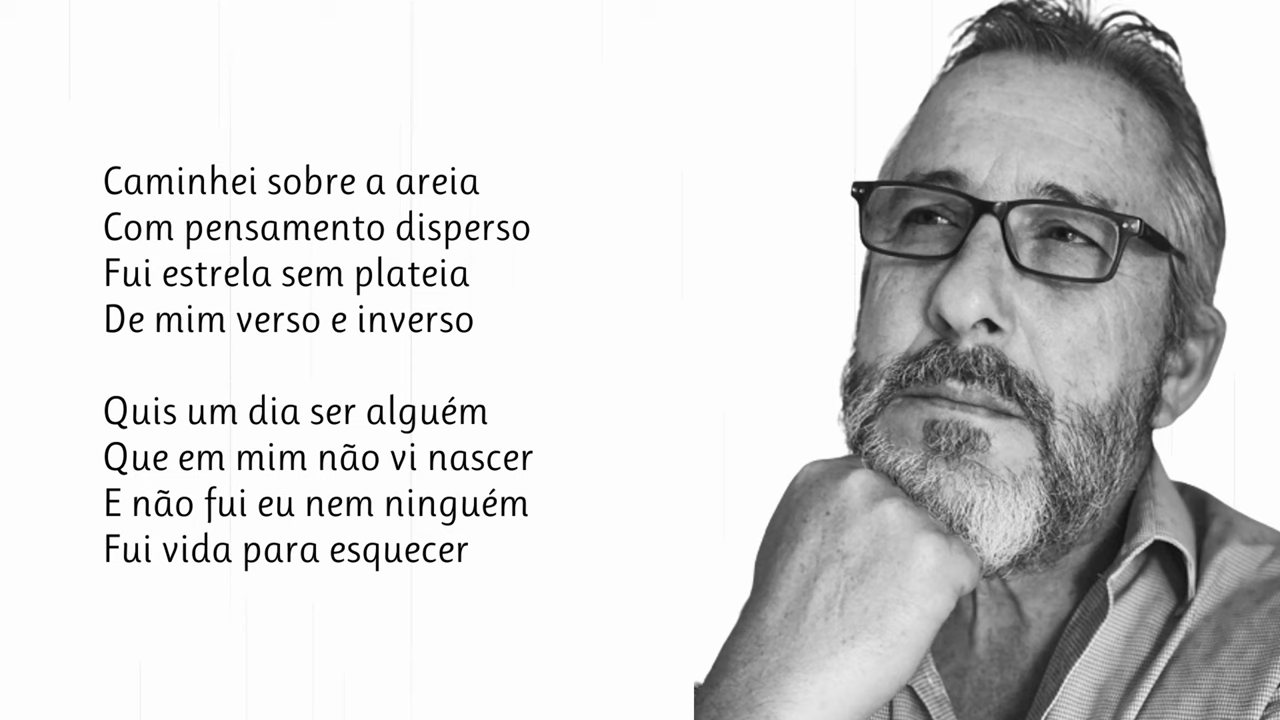 Caminhei sobre a areia
Com pensamento disperso
Fui estrela sem plateia
De mim verso e inverso
Quis um dia ser alguém
Que em mim não vi nascer
E não fui eu nem ninguém
Fui vida para esquecer